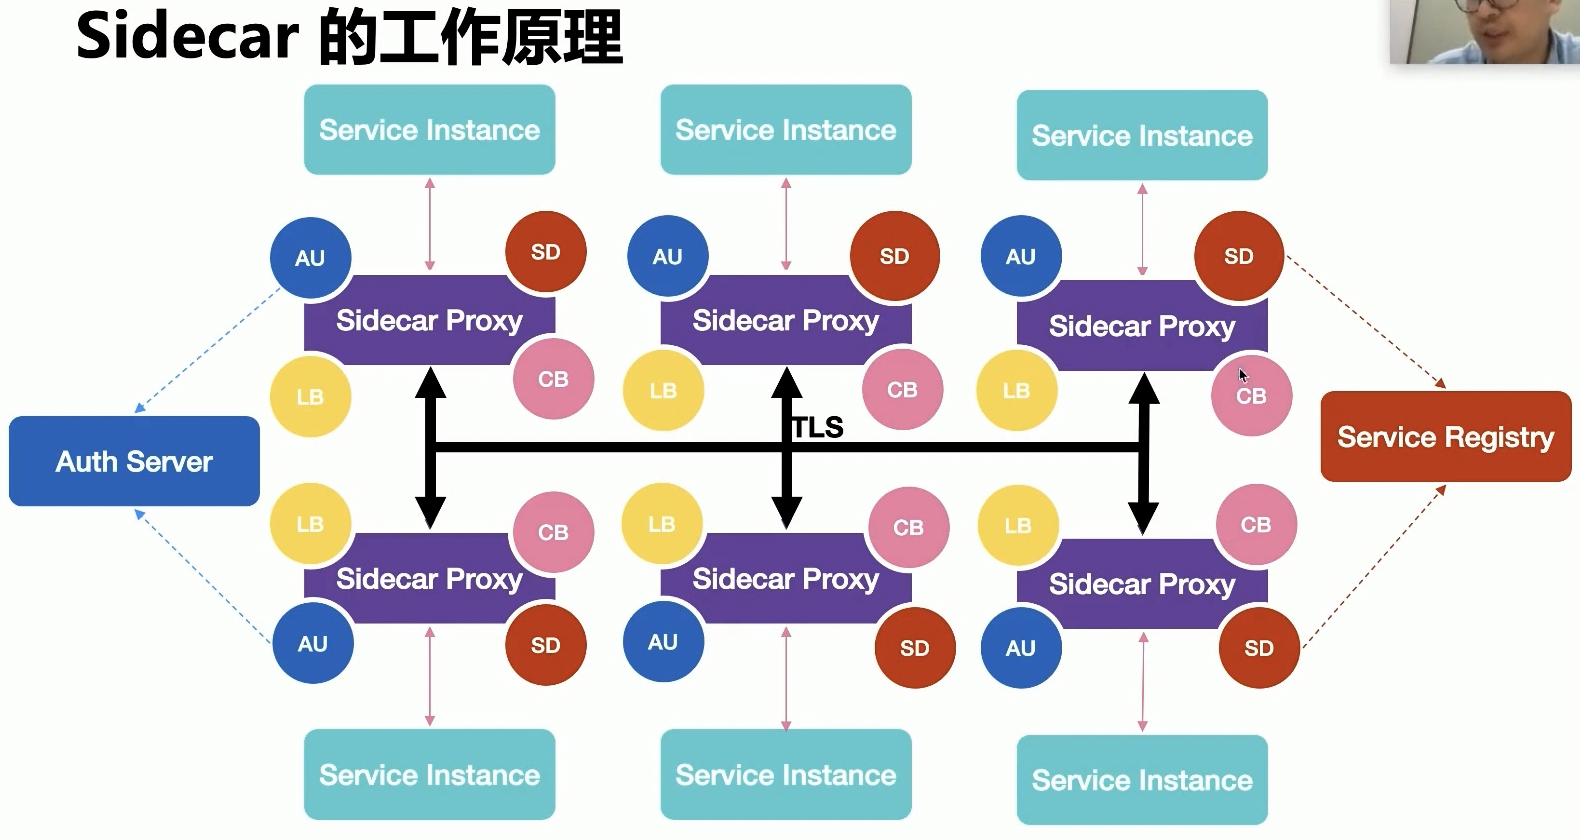 Sidecar 的工作原理
Service Instance
Service Instance
Service Instance
AU
SD
AU
SD
AU
SD
Sidecar Proxy
Sidecar Proxy
Sidecar Proxy
LB
CB
LB
CB
LB
CB
TLS
Auth Server
Service Registry
LB
CB
LB
CB
LB
CB
Sidecar Proxy
Sidecar Proxy
Sidecar Proxy
AU
SD
AU
SD
AU
SD
Service Instance
Service Instance
Service Instance